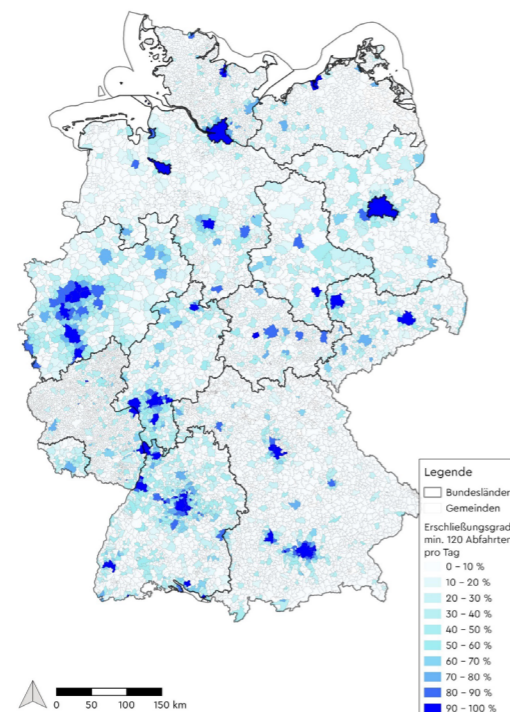 Legende
Bundesländer
Gemeinden
Erschließungsgrad
min. 120 Abfahrten
pro Tag
0 – 10 %
10 – 20 %
20 – 30 %
30 – 40 %
40 – 50 %
50 – 60 %
60 – 70 %
70 – 80 %
80 – 90 %
90 – 100 %
0 50 100 150 km